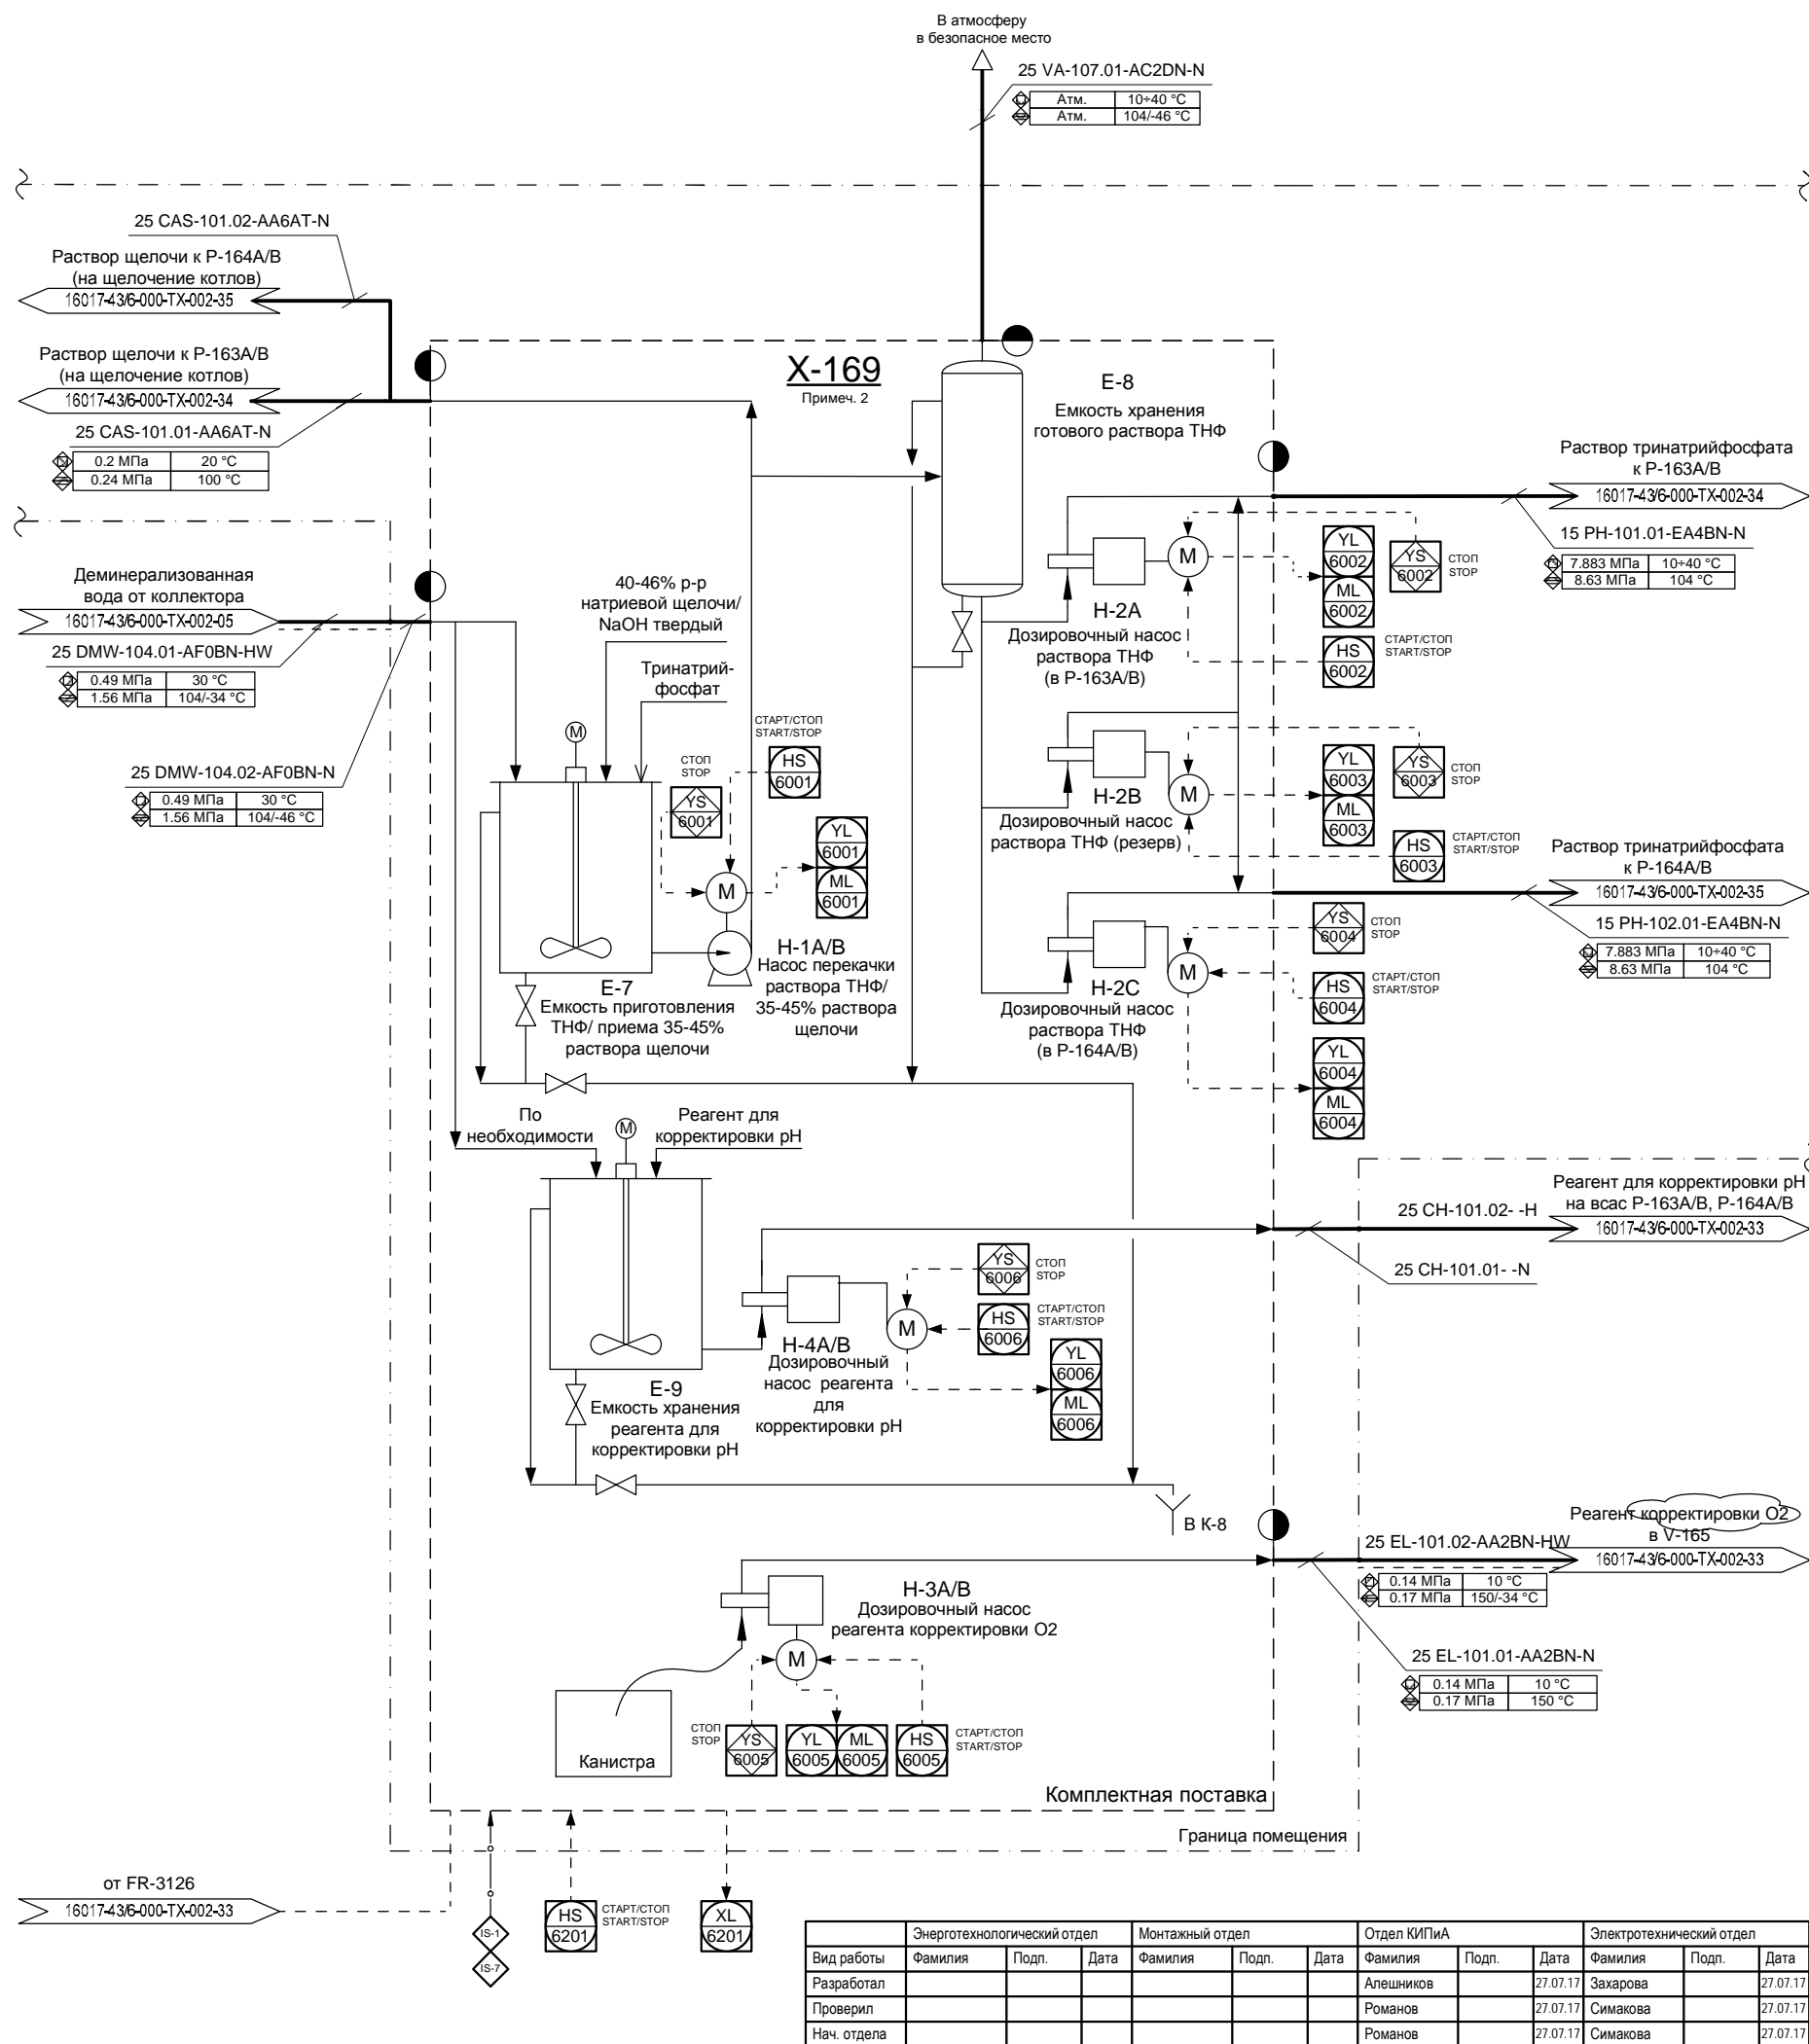 В атмосферу
в безопасное место
25 VA-107.01-AC2DN-N
Атм. 10÷40 °C
Атм. 104/-46 °C
25 CAS-101.02-AA6AT-N
Раствор щелочи к Р-164А/В
(на щелочение котлов)
16017-43/6-000-ТХ-002-35
Раствор щелочи к Р-163А/В
(на щелочение котлов)
16017-43/6-000-ТХ-002-34
25 CAS-101.01-AA6AT-N
0.2 МПа 20 °C
0.24 МПа 100 °C
X-169
Примеч. 2
Е-8
Емкость хранения
готового раствора ТНФ
Раствор тринатрийфосфата
к Р-163А/В
16017-43/6-000-ТХ-002-34
15 PH-101.01-EA4BN-N
7.883 МПа 10÷40 °C
8.63 МПа 104 °C
Деминерализованная
вода от коллектора
16017-43/6-000-ТХ-002-05
25 DMW-104.01-AF0BN-HW
0.49 МПа 30 °C
1.56 МПа 104/-34 °C
25 DMW-104.02-AF0BN-N
0.49 МПа 30 °C
1.56 МПа 104/-46 °C
40-46% р-р
натриевой щелочи/
NaOH твердый
Тринатрий-
фосфат
M
YL
6002
ML
6002
YS
6002
СТОП
STOP
HS
6002
СТАРТ/СТОП
START/STOP
Н-2А
Дозировочный насос
раствора ТНФ
(в Р-163А/В)
M
СТОП
STOP
YS
6001
СТАРТ/СТОП
START/STOP
HS
6001
YL
6001
ML
6001
M
Н-1А/В
Насос перекачки
раствора ТНФ/
35-45% раствора
щелочи
Е-7
Емкость приготовления
ТНФ/ приема 35-45%
раствора щелочи
M
YL
6003
ML
6003
YS
6003
СТОП
STOP
HS
6003
СТАРТ/СТОП
START/STOP
Н-2В
Дозировочный насос
раствора ТНФ (резерв)
Раствор тринатрийфосфата
к Р-164А/В
16017-43/6-000-ТХ-002-35
15 PH-102.01-EA4BN-N
7.883 МПа 10÷40 °C
8.63 МПа 104 °C
M
YS
6004
СТОП
STOP
HS
6004
СТАРТ/СТОП
START/STOP
YL
6004
ML
6004
Н-2С
Дозировочный насос
раствора ТНФ
(в Р-164А/В)
По
необходимости
Реагент для
корректировки рН
M
Реагент для корректировки рН
на всас Р-163А/В, Р-164А/В
16017-43/6-000-ТХ-002-33
25 CH-101.02- -H
25 CH-101.01- -N
YS
6006
СТОП
STOP
M
HS
6006
СТАРТ/СТОП
START/STOP
YL
6006
ML
6006
Н-4А/В
Дозировочный
насос реагента
для
корректировки рН
Е-9
Емкость хранения
реагента для
корректировки рН
В К-8
Реагент корректировки О2
в V-165
16017-43/6-000-ТХ-002-33
25 EL-101.02-AA2BN-HW
0.14 МПа 10 °C
0.17 МПа 150/-34 °C
25 EL-101.01-AA2BN-N
0.14 МПа 10 °C
0.17 МПа 150 °C
Н-3А/В
Дозировочный насос
реагента корректировки О2
M
Канистра
СТОП
STOP
YS
6005
YL
6005
ML
6005
HS
6005
СТАРТ/СТОП
START/STOP
Комплектная поставка
Граница помещения
от FR-3126
16017-43/6-000-ТХ-002-33
IS-1
IS-7
HS
6201
СТАРТ/СТОП
START/STOP
XL
6201
Энерготехнологический отдел Монтажный отдел Отдел КИПиА Электротехнический отдел
Вид работы Фамилия Подп. Дата Фамилия Подп. Дата Фамилия Подп. Дата Фамилия Подп. Дата
Разработал Алешников 27.07.17 Захарова 27.07.17
Проверил Романов 27.07.17 Симакова 27.07.17
Нач. отдела Романов 27.07.17 Симакова 27.07.17